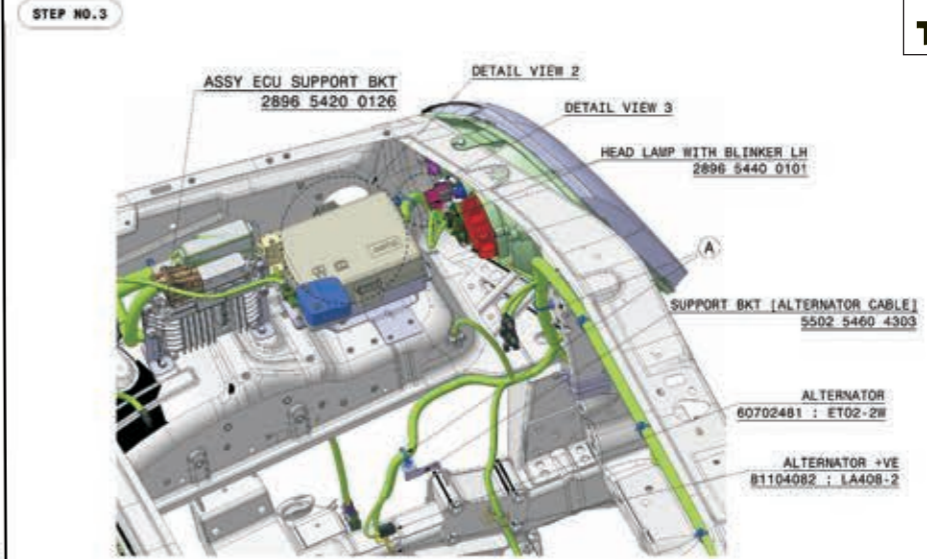 STEP NO.3
ASSY ECU SUPPORT BKT
2896 5420 0126
DETAIL VIEW 2
DETAIL VIEW 3
HEAD LAMP WITH BLINKER LH
2896 5440 0101
A
SUPPORT BKT [ALTERNATOR CABLE]
5502 5460 4303
ALTERNATOR
60702481 : ET02-2W
ALTERNATOR +VE
81104082 : LA408-2